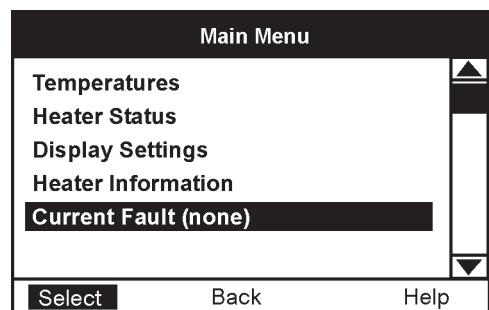 Main Menu
Temperatures
Heater Status
Display Settings
Heater Information
Current Fault (none)
Select Back Help